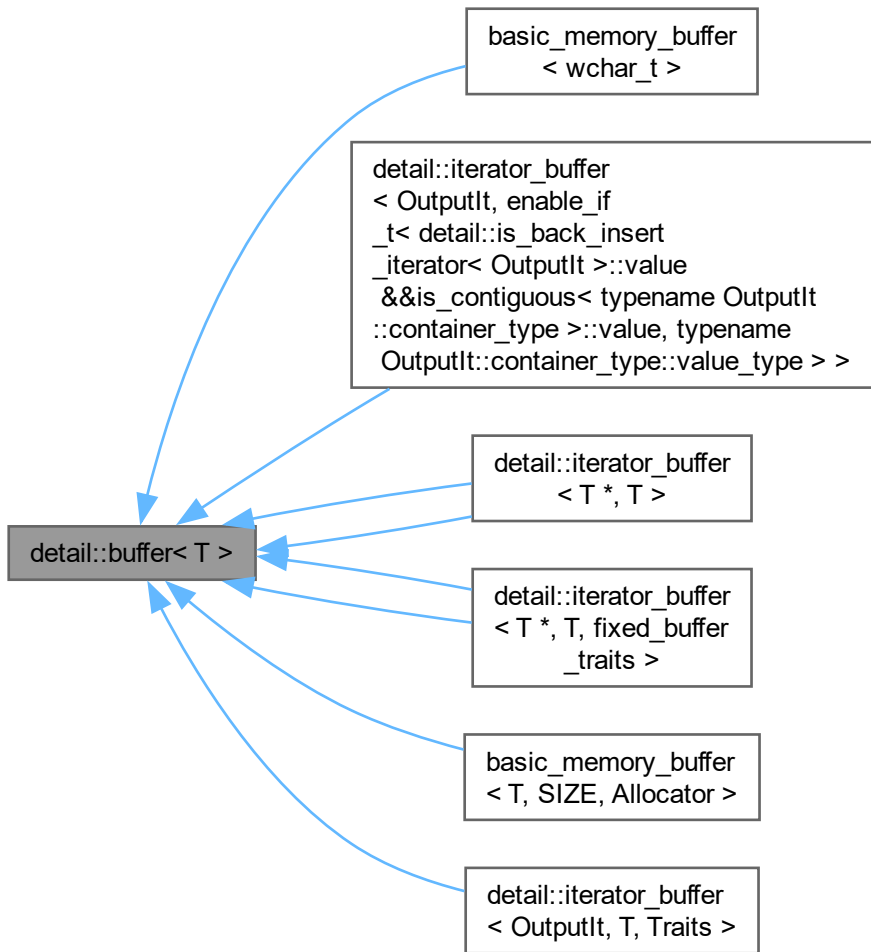 basic_memory_buffer
< wchar_t >
detail::iterator_buffer
< OutputIt, enable_if
_t< detail::is_back_insert
_iterator< OutputIt >::value
&&is_contiguous< typename OutputIt
::container_type >::value, typename
OutputIt::container_type::value_type > >
detail::iterator_buffer
< T *, T >
detail::buffer< T >
detail::iterator_buffer
< T *, T, fixed_buffer
_traits >
basic_memory_buffer
< T, SIZE, Allocator >
detail::iterator_buffer
< OutputIt, T, Traits >